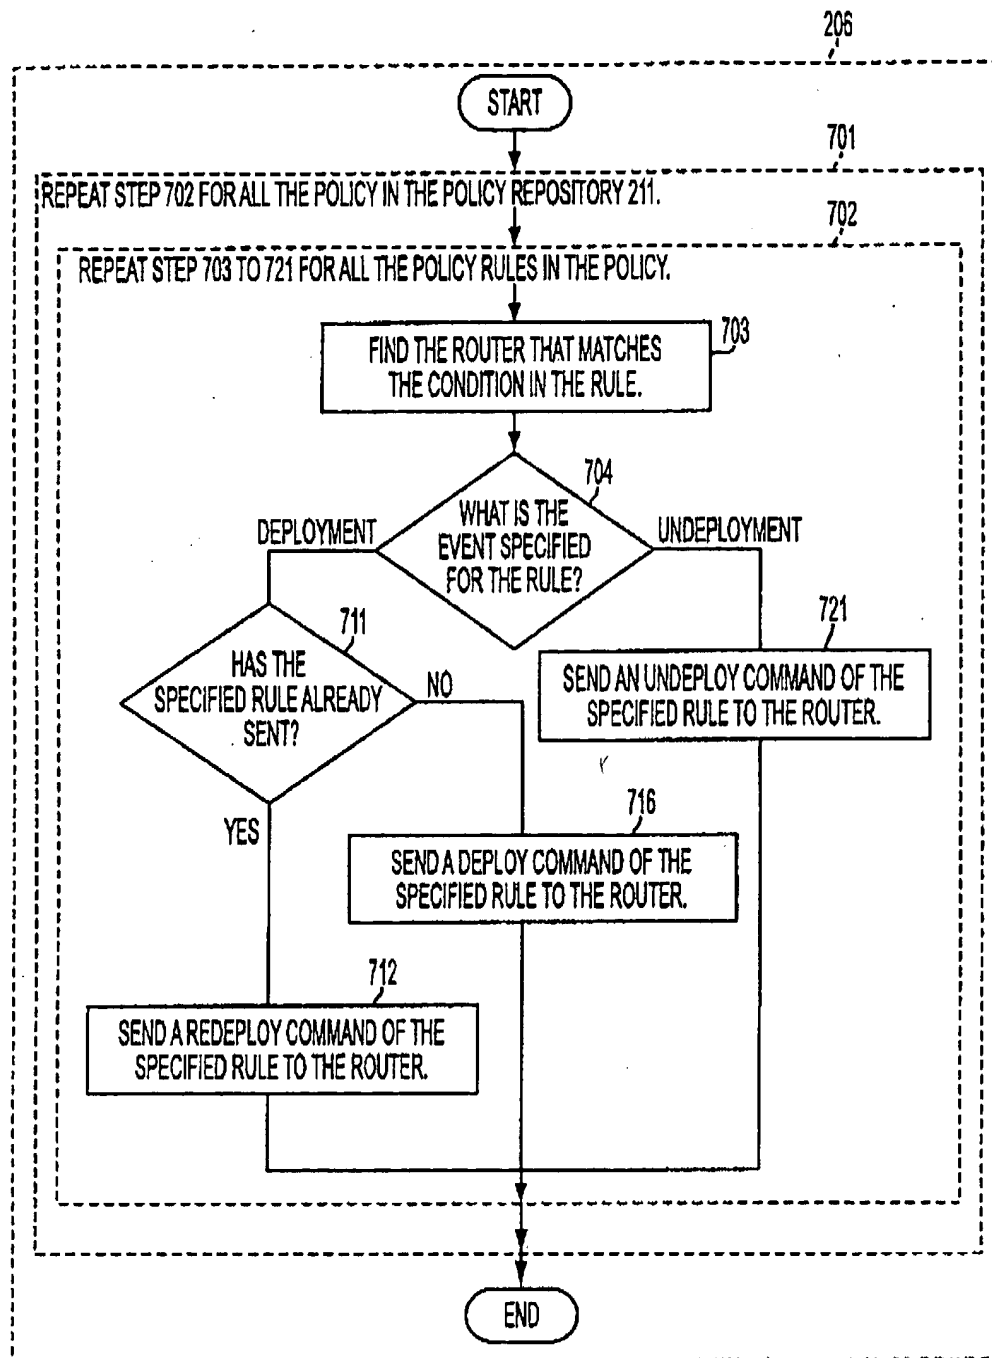 206
START
701
REPEAT STEP 702 FOR ALL THE POLICY IN THE POLICY REPOSITORY 211.
702
REPEAT STEP 703 TO 721 FOR ALL THE POLICY RULES IN THE POLICY.
703
FIND THE ROUTER THAT MATCHES
THE CONDITION IN THE RULE.
704
WHAT IS THE
EVENT SPECIFIED
FOR THE RULE?
DEPLOYMENT
UNDEPLOYMENT
711
HAS THE
SPECIFIED RULE ALREADY
SENT?
NO
721
SEND AN UNDEPLOY COMMAND OF THE
SPECIFIED RULE TO THE ROUTER.
YES
716
SEND A DEPLOY COMMAND OF THE
SPECIFIED RULE TO THE ROUTER.
712
SEND A REDEPLOY COMMAND OF THE
SPECIFIED RULE TO THE ROUTER.
END